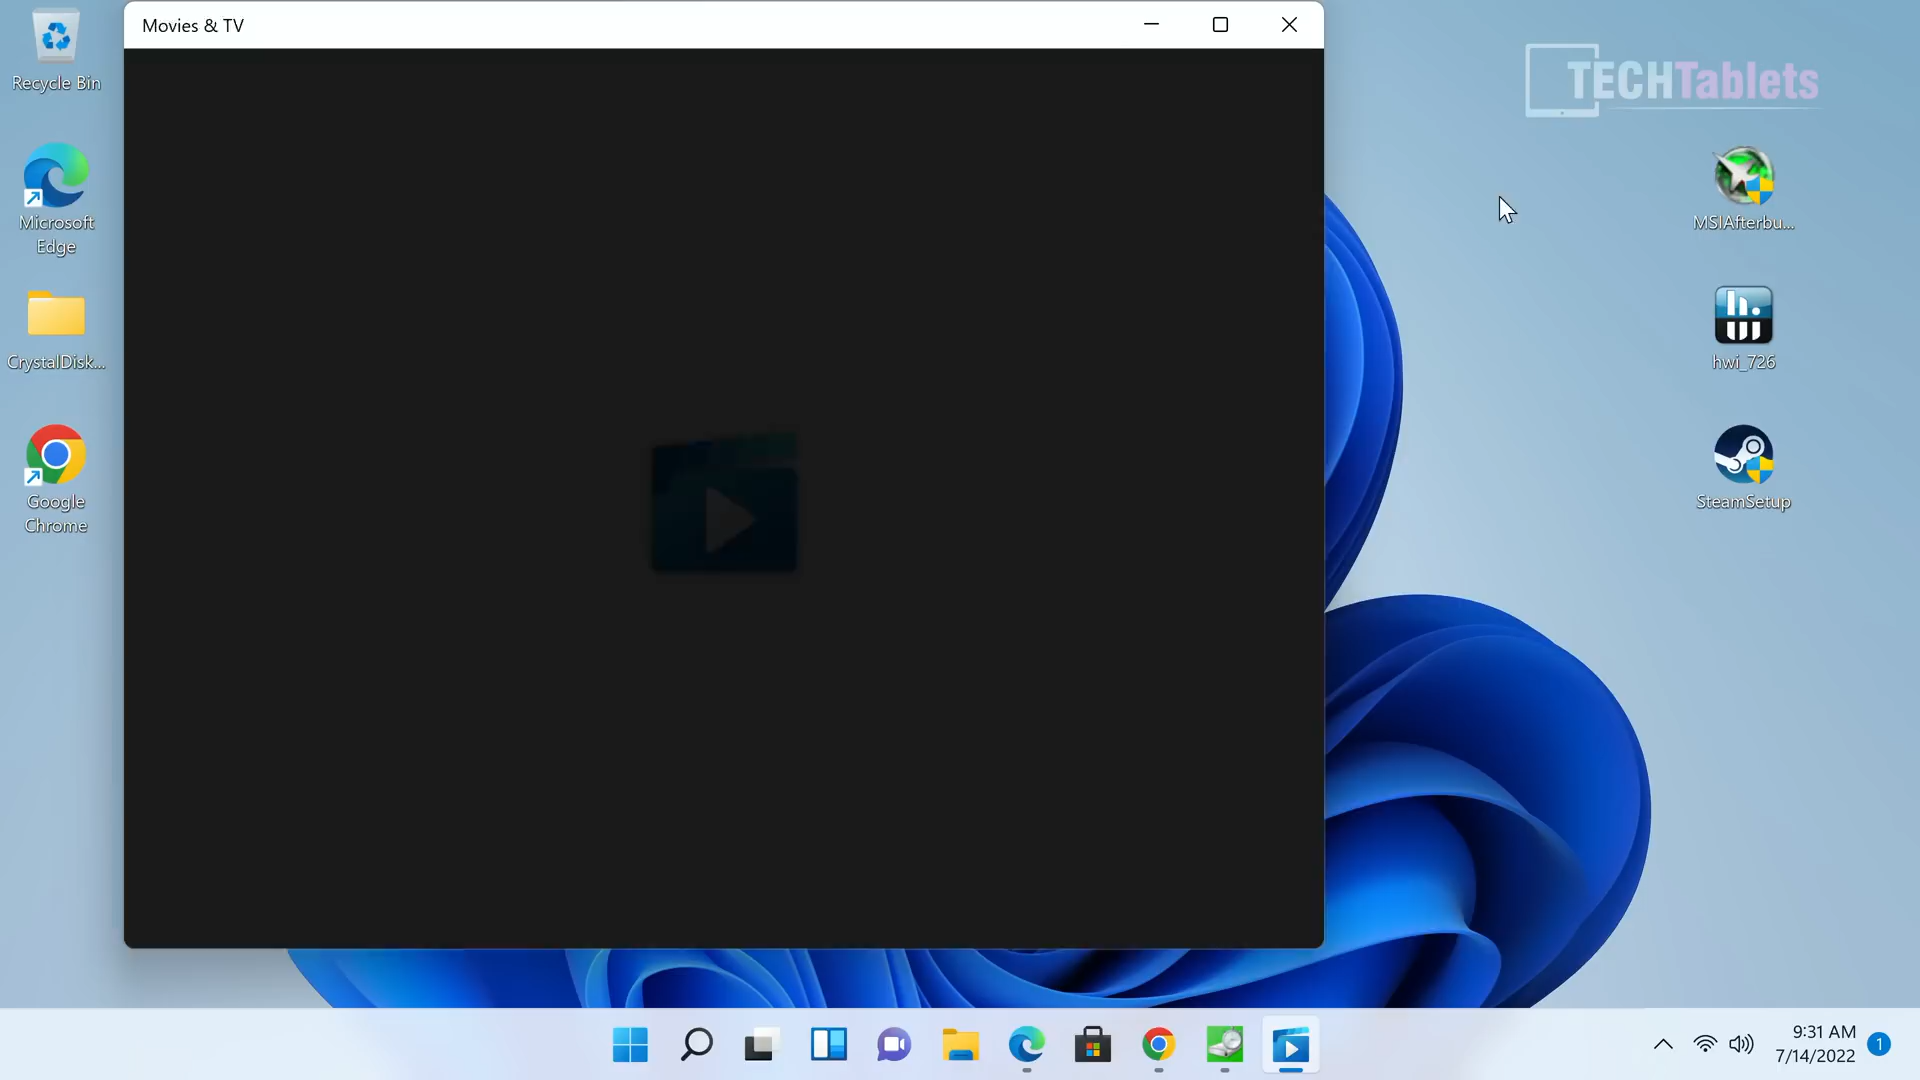 Movies & TV
TECHTablets
Recycle Bin
Microsoft
Edge
CrystalDisk...
Google
Chrome
MSIAfterbu...
hwi_726
SteamSetup
9:31 AM
7/14/2022
1